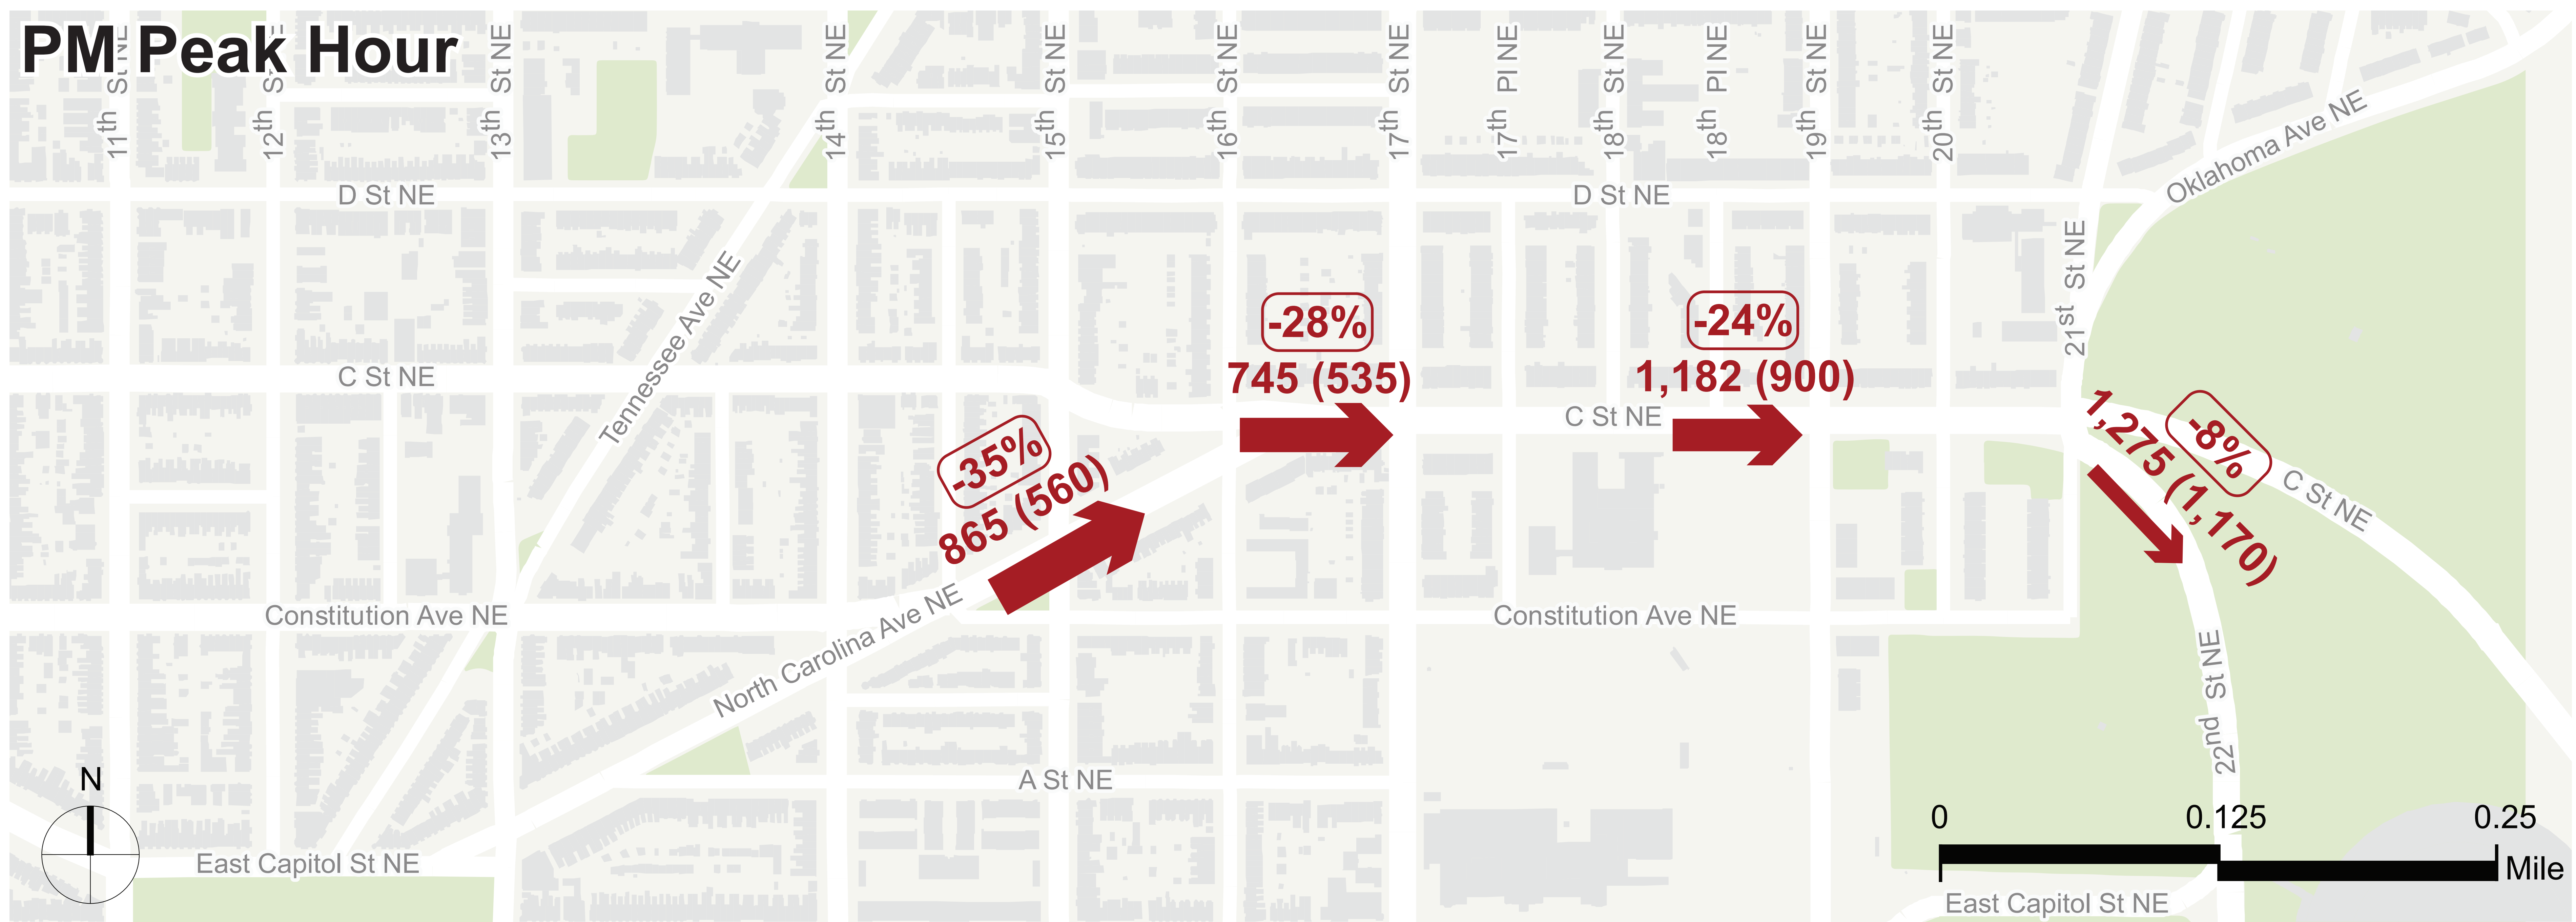 PM Peak Hour
11th St NE
12th St NE
13th St NE
14th St NE
15th St NE
16th St NE
17th St NE
17th Pl NE
18th St NE
18th Pl NE
19th St NE
20th St NE
Oklahoma Ave NE
D St NE
D St NE
21st St NE
Tennessee Ave NE
-28%
745 (535)
-24%
1,182 (900)
C St NE
C St NE
-35%
865 (560)
-8%
1,275 (1,170)
C St NE
Constitution Ave NE
North Carolina Ave NE
Constitution Ave NE
22nd St NE
N
A St NE
0 0.125 0.25
Mile
East Capitol St NE
East Capitol St NE